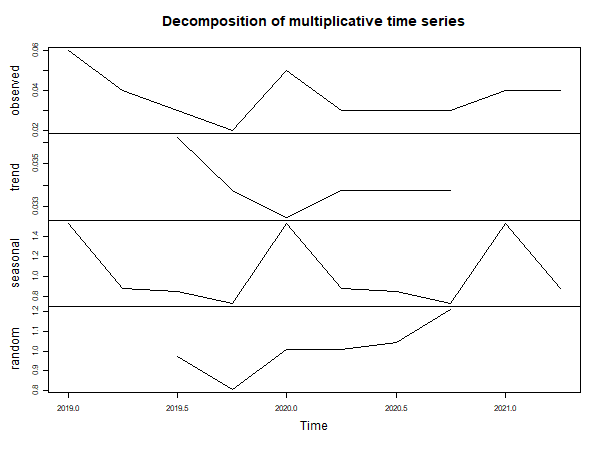 Decomposition of multiplicative time series
observed
0.02 0.04 0.06
trend
0.033 0.035
seasonal
0.8 1.0 1.2 1.4
random
0.8 0.9 1.0 1.1 1.2
2019.0 2019.5 2020.0 2020.5 2021.0
Time